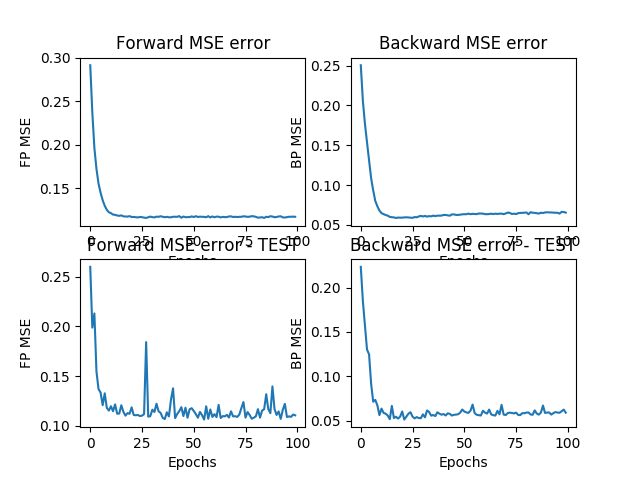 Forward MSE error
Backward MSE error
0.30
0.25
0.20
0.15
FP MSE
0 25 50 75 100
Epochs
0.25
0.20
0.15
0.10
0.05
BP MSE
0 25 50 75 100
Epochs
Forward MSE error - TEST
Backward MSE error - TEST
0.25
0.20
0.15
0.10
FP MSE
0 25 50 75 100
Epochs
0.20
0.15
0.10
0.05
BP MSE
0 25 50 75 100
Epochs